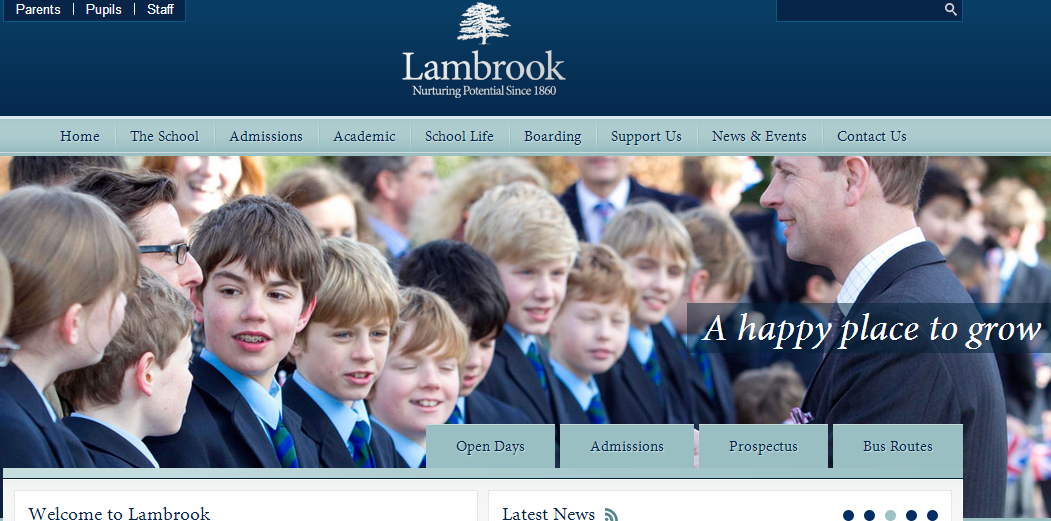 Parents Pupils Staff
Lambrook
Nurturing Potential Since 1860
Home The School Admissions Academic School Life Boarding Support Us News & Events Contact Us
A happy place to grow
Open Days Admissions Prospectus Bus Routes
Welcome to Lambrook Latest News